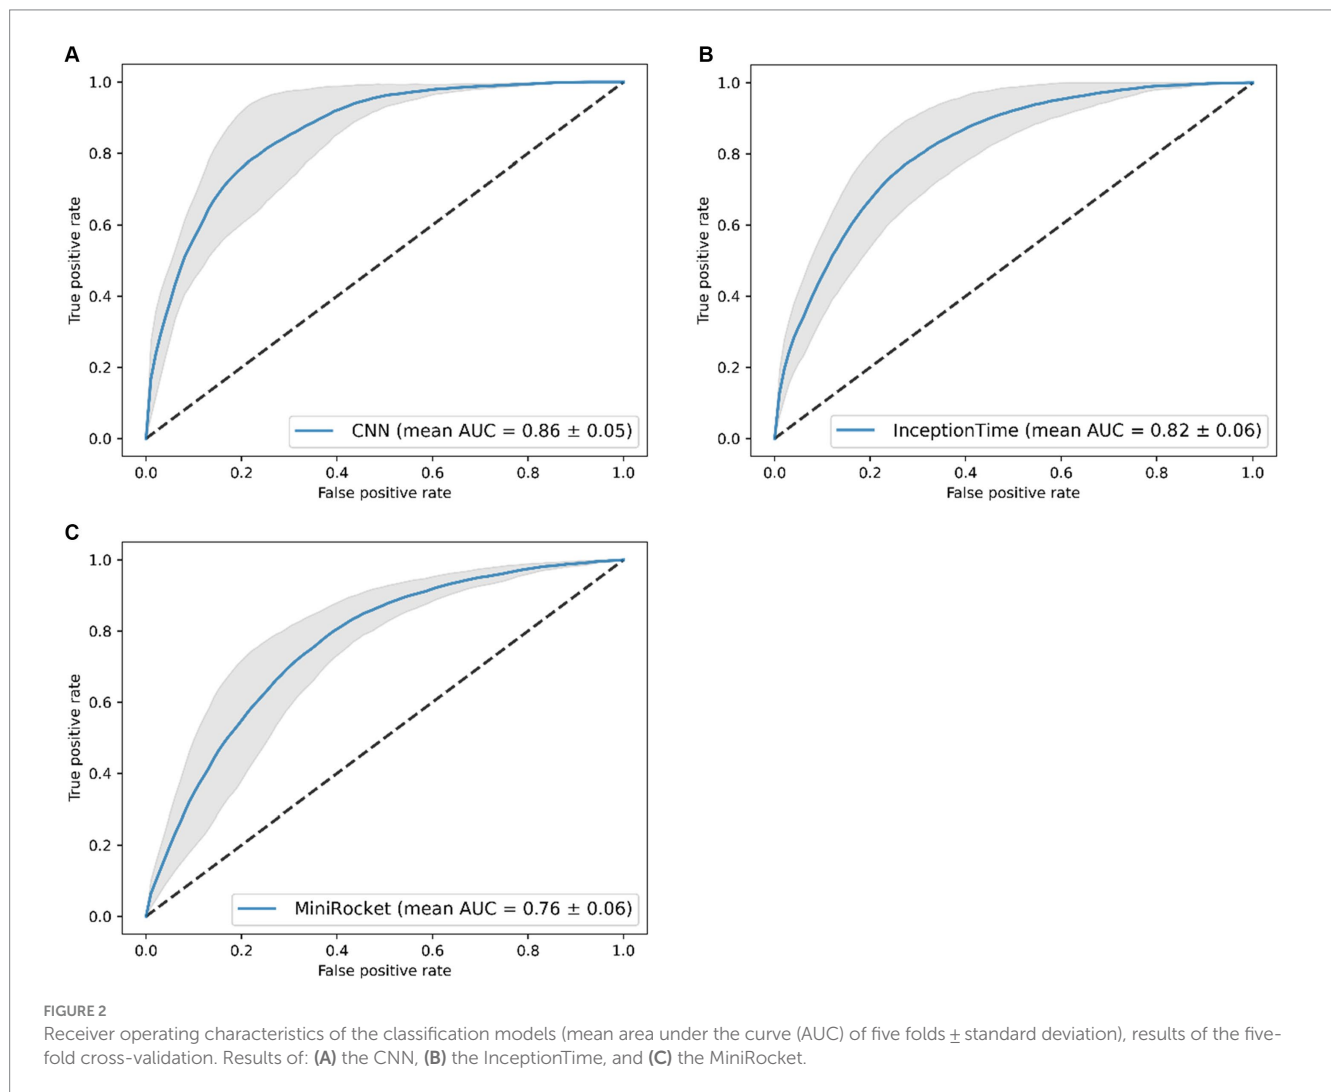 A
1.0
0.8
0.6
0.4
0.2
0.0
True positive rate
CNN (mean AUC = 0.86 ± 0.05)
0.0 0.2 0.4 0.6 0.8 1.0
False positive rate
B
1.0
0.8
0.6
0.4
0.2
0.0
True positive rate
InceptionTime (mean AUC = 0.82 ± 0.06)
0.0 0.2 0.4 0.6 0.8 1.0
False positive rate
C
1.0
0.8
0.6
0.4
0.2
0.0
True positive rate
MiniRocket (mean AUC = 0.76 ± 0.06)
0.0 0.2 0.4 0.6 0.8 1.0
False positive rate
FIGURE 2
Receiver operating characteristics of the classification models (mean area under the curve (AUC) of five folds ± standard deviation), results of the five-
fold cross-validation. Results of: (A) the CNN, (B) the InceptionTime, and (C) the MiniRocket.